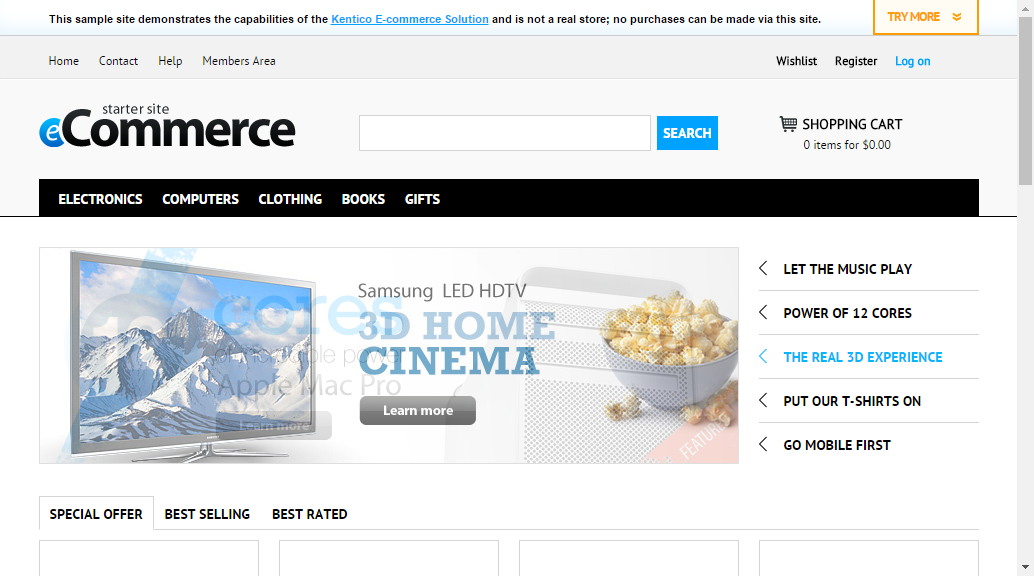 This sample site demonstrates the capabilities of the Kentico E-commerce Solution and is not a real store; no purchases can be made via this site.
TRY MORE
Home Contact Help Members Area
Wishlist Register Log on
starter site
eCommerce
SEARCH
SHOPPING CART
0 items for $0.00
ELECTRONICS COMPUTERS CLOTHING BOOKS GIFTS
Samsung LED HDTV
3D HOME
CINEMA
Learn more
12 cores
of incredible power
Apple Mac Pro
Learn more
LET THE MUSIC PLAY
POWER OF 12 CORES
THE REAL 3D EXPERIENCE
PUT OUR T-SHIRTS ON
GO MOBILE FIRST
SPECIAL OFFER BEST SELLING BEST RATED